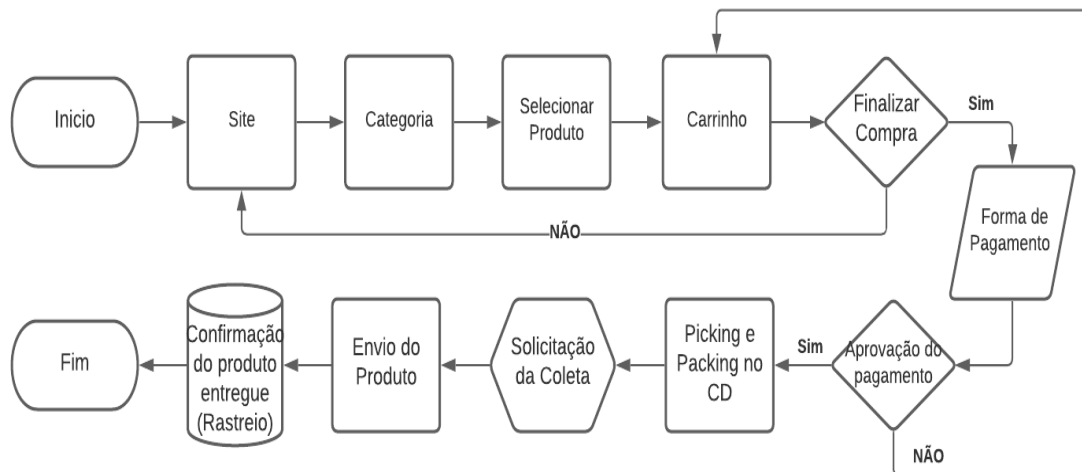 Inicio
Site
Categoria
Selecionar
Produto
Carrinho
Finalizar
Compra
Sim
NÃO
Forma de
Pagamento
Aprovação do
pagamento
NÃO
Sim
Picking e
Packing no
CD
Solicitação
da Coleta
Envio do
Produto
Confirmação
do produto
entregue
(Rastreio)
Fim